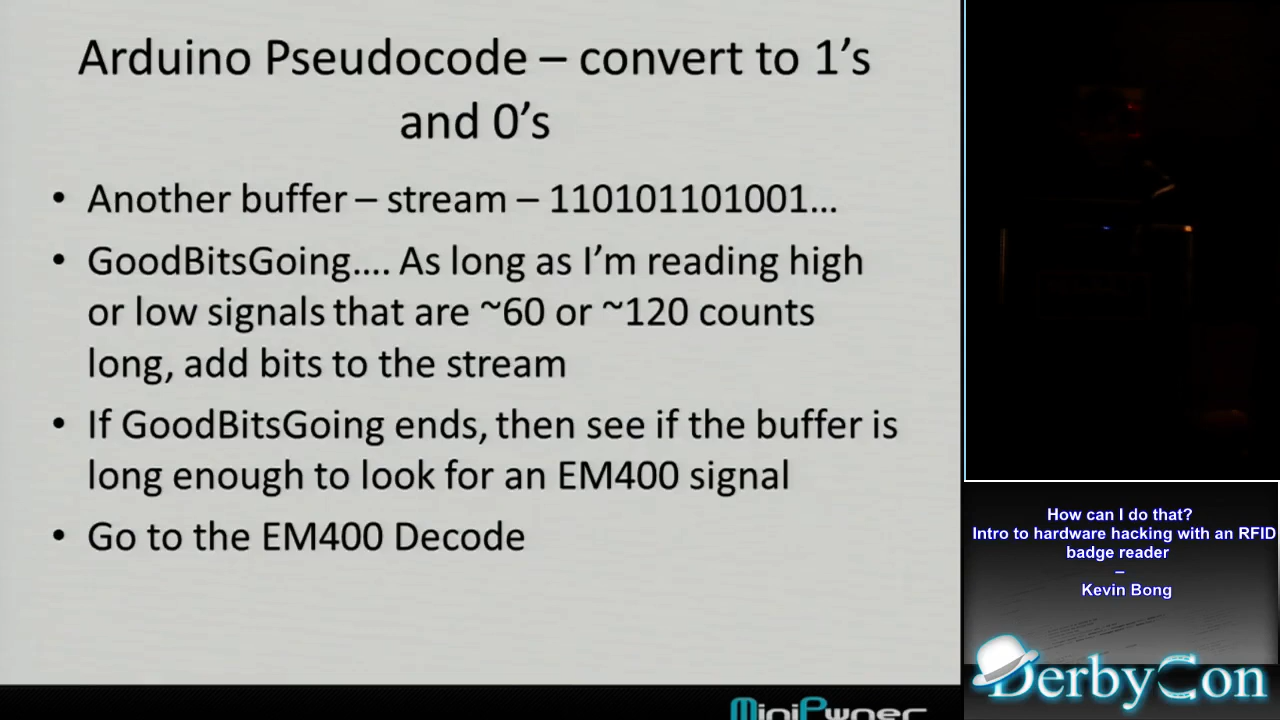 Arduino Pseudocode – convert to 1’s
and 0’s
• Another buffer – stream – 110101101001…
• GoodBitsGoing…. As long as I’m reading high
or low signals that are ~60 or ~120 counts
long, add bits to the stream
• If GoodBitsGoing ends, then see if the buffer is
long enough to look for an EM400 signal
• Go to the EM400 Decode
MiniPwner
How can I do that?
Intro to hardware hacking with an RFID
badge reader
–
Kevin Bong
DerbyCon